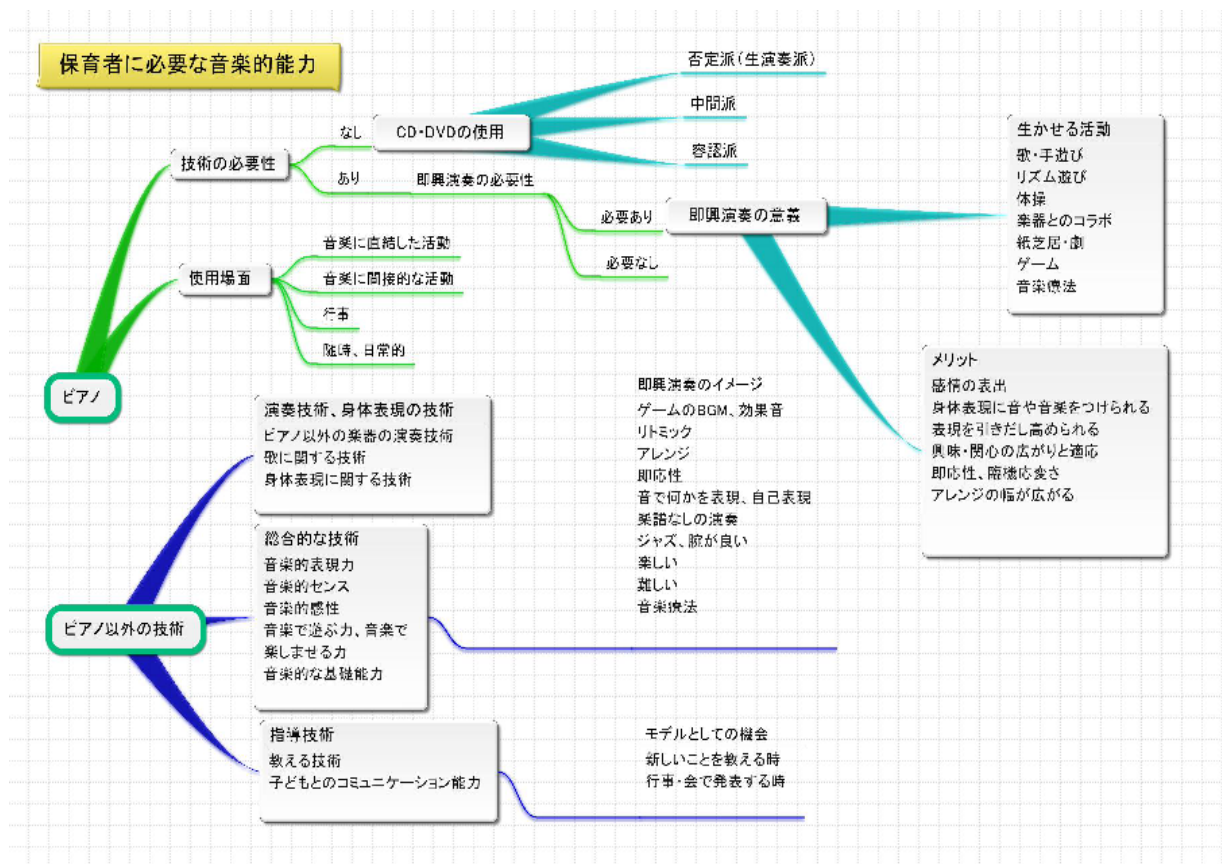 保育者に必要な音楽的能力
否定派(生演奏派)
中間派
容認派
なし
CD・DVDの使用
技術の必要性
あり
即興演奏の必要性
必要あり
即興演奏の意義
必要なし
生かせる活動
歌・手遊び
リズム遊び
体操
楽器とのコラボ
紙芝居・劇
ゲーム
音楽療法
使用場面
音楽に直結した活動
音楽に間接的な活動
行事
随時、日常的
ピアノ
メリット
感情の表出
身体表現に音や音楽をつけられる
表現を引きだし高められる
興味・関心の広がりと適応
即応性、臨機応変さ
アレンジの幅が広がる
演奏技術、身体表現の技術
ピアノ以外の楽器の演奏技術
歌に関する技術
身体表現に関する技術
即興演奏のイメージ
ゲームのBGM、効果音
リトミック
アレンジ
即応性
音で何かを表現、自己表現
楽譜なしの演奏
ジャズ、腕が良い
楽しい
難しい
音楽療法
総合的な技術
音楽的表現力
音楽的センス
音楽的感性
音楽で遊ぶ力、音楽で
楽しませる力
音楽的な基礎能力
ピアノ以外の技術
指導技術
教える技術
子どもとのコミュニケーション能力
モデルとしての機会
新しいことを教える時
行事・会で発表する時